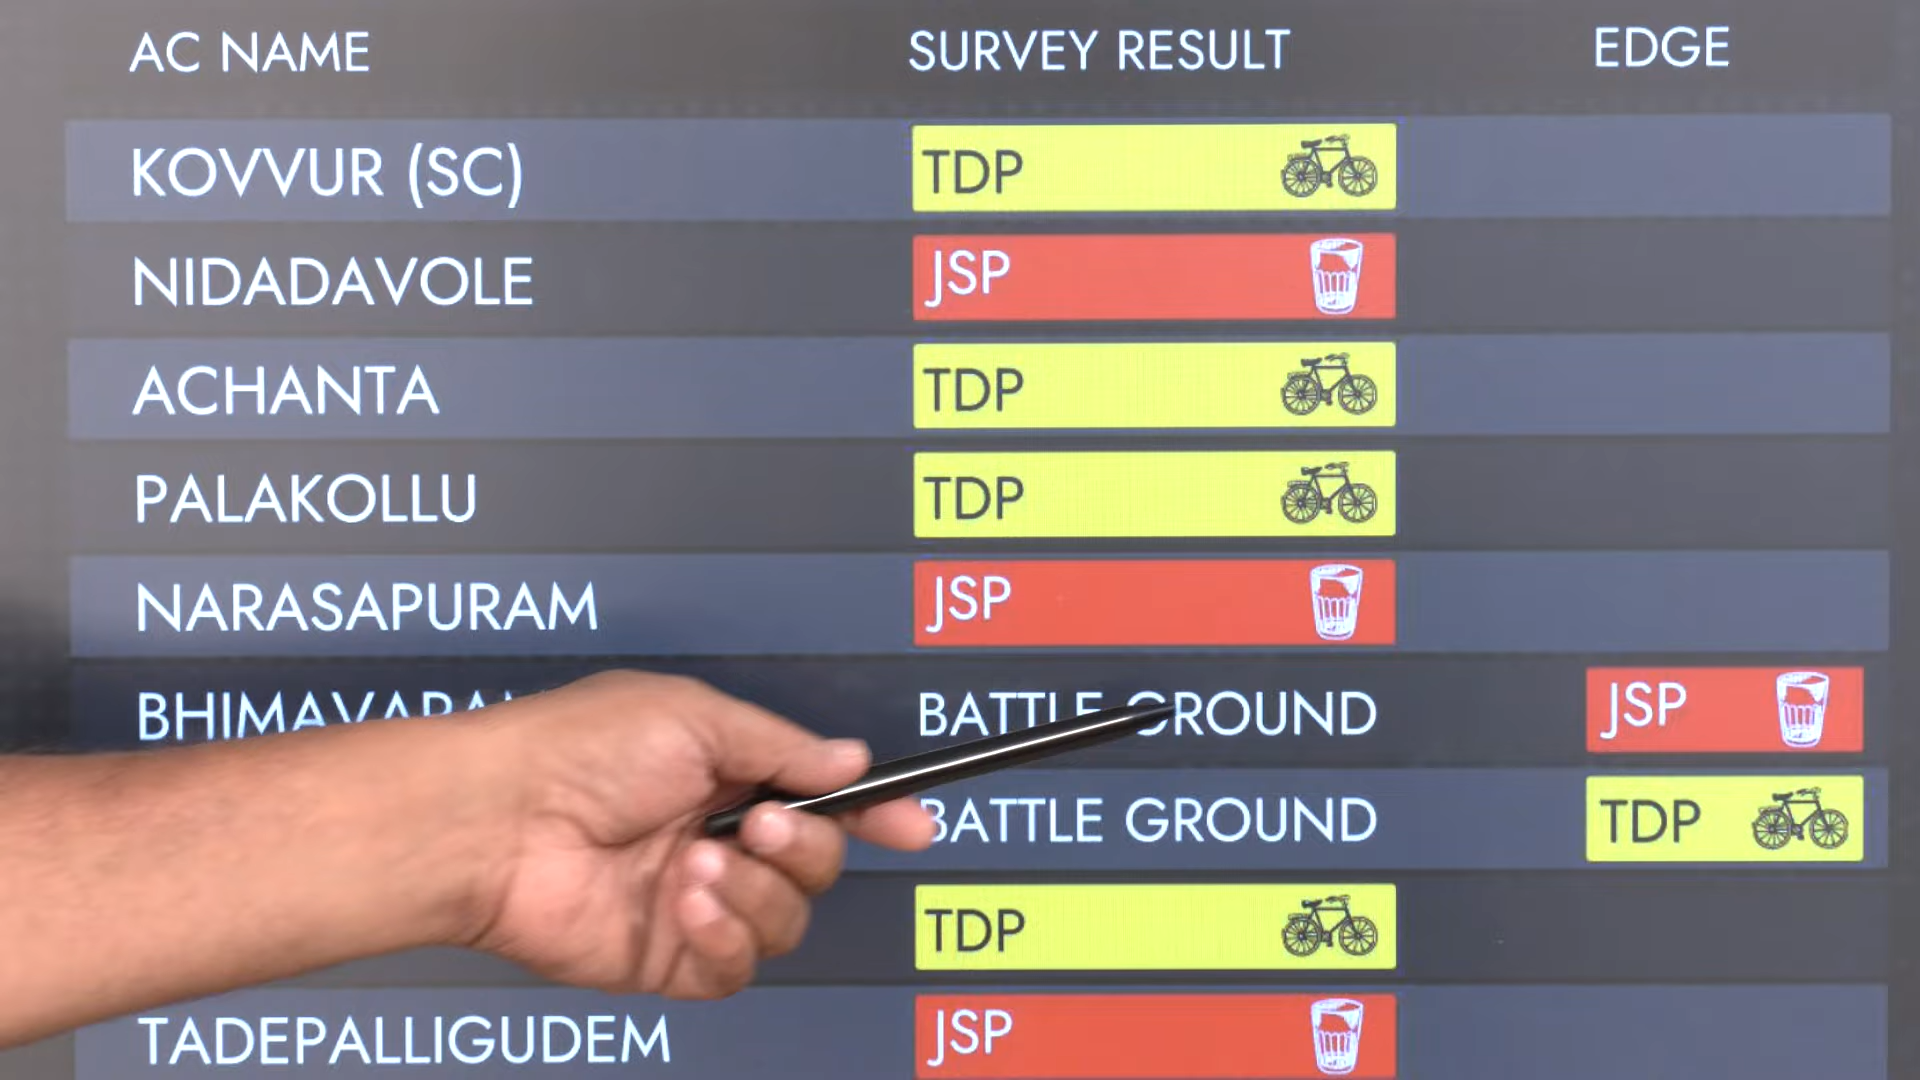 AC NAME SURVEY RESULT EDGE
KOVVUR (SC) TDP
NIDADAVOLE JSP
ACHANTA TDP
PALAKOLLU TDP
NARASAPURAM JSP
BATTLE GROUND JSP
BATTLE GROUND TDP
TDP
TADEPALLIGUDEM JSP